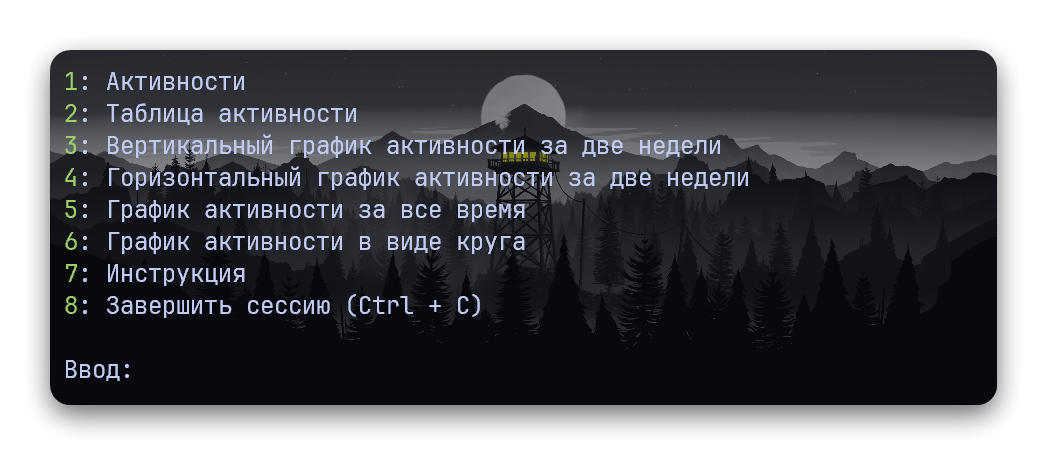 1: Активности
2: Таблица активности
3: Вертикальный график активности за две недели
4: Горизонтальный график активности за две недели
5: График активности за все время
6: График активности в виде круга
7: Инструкция
8: Завершить сессию (Ctrl + C)
Ввод: